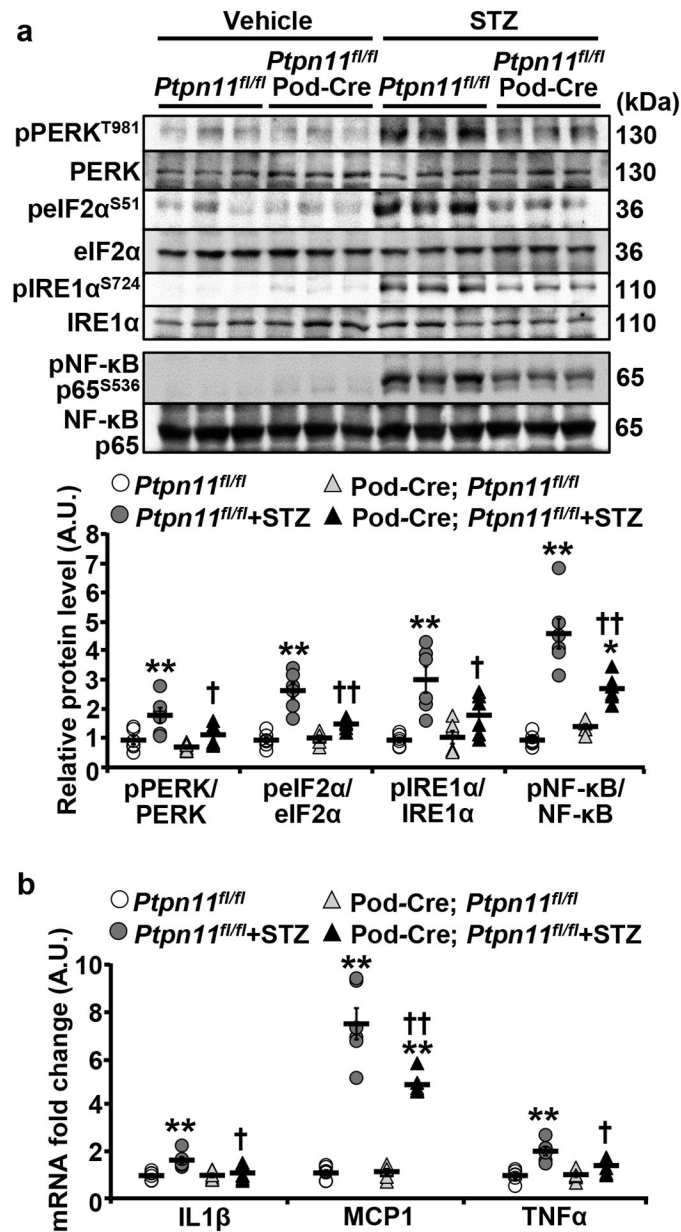 a
Vehicle STZ
Ptpn11fl/fl Ptpn11fl/fl Pod-Cre Ptpn11fl/fl Ptpn11fl/fl Pod-Cre (kDa)
pPERKT981 130
PERK 130
peIF2αS51 36
eIF2α 36
pIRE1αS724 110
IRE1α 110
pNF-κB p65S536 65
NF-κB p65 65
Ptpn11fl/fl Pod-Cre; Ptpn11fl/fl
Ptpn11fl/fl+STZ Pod-Cre; Ptpn11fl/fl+STZ
Relative protein level (A.U.)
8
7
6
5
4
3
2
1
0
** † ** †† ** † ** †† *
pPERK/ PERK peIF2α/ eIF2α pIRE1α/ IRE1α pNF-κB/ NF-κB
b
Ptpn11fl/fl Pod-Cre; Ptpn11fl/fl
Ptpn11fl/fl+STZ Pod-Cre; Ptpn11fl/fl+STZ
mRNA fold change (A.U.)
10
8
6
4
2
0
** † ** †† ** ** †
IL1β MCP1 TNFα